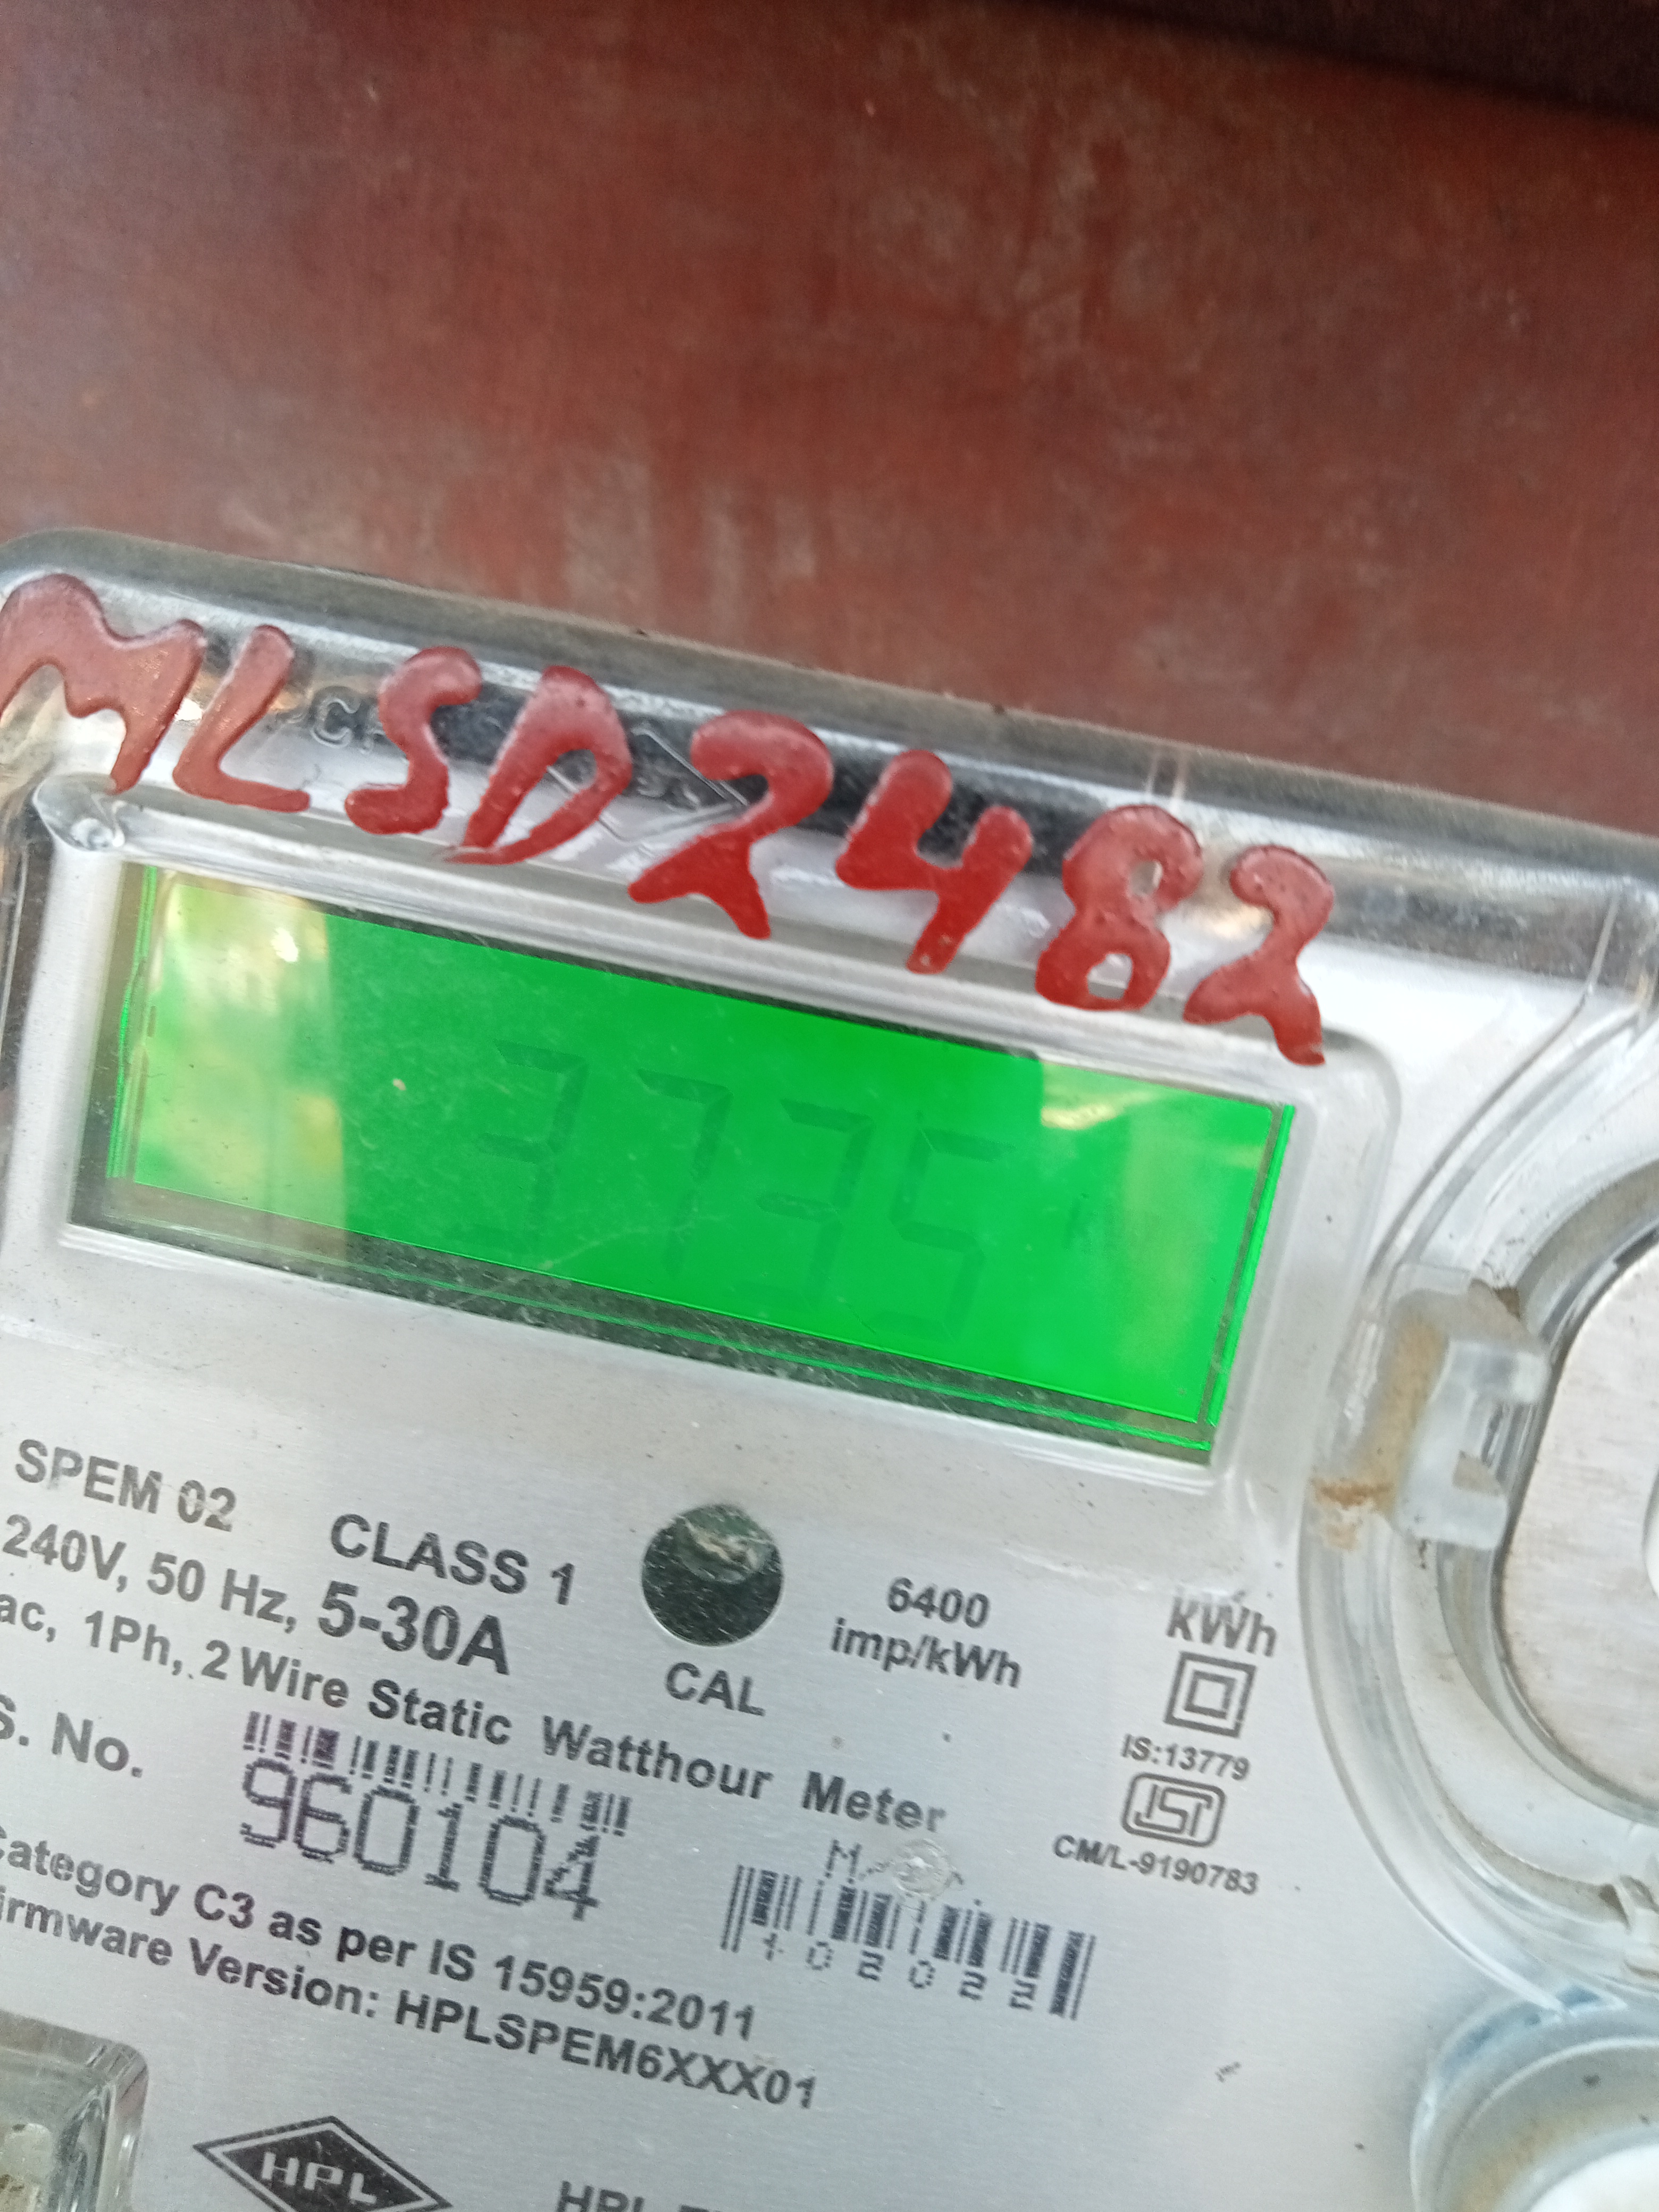 MLSD2482
3735
SPEM 02
CLASS 1
240V, 50 Hz, 5-30A
ac, 1Ph, 2 Wire Static Watthour Meter
CAL
6400
imp/kWh
kWh
IS:13779
CM/L-9190783
S. No.
960104
Category C3 as per IS 15959:2011
Firmware Version: HPLSPEM6XXX01
HPL
HPL